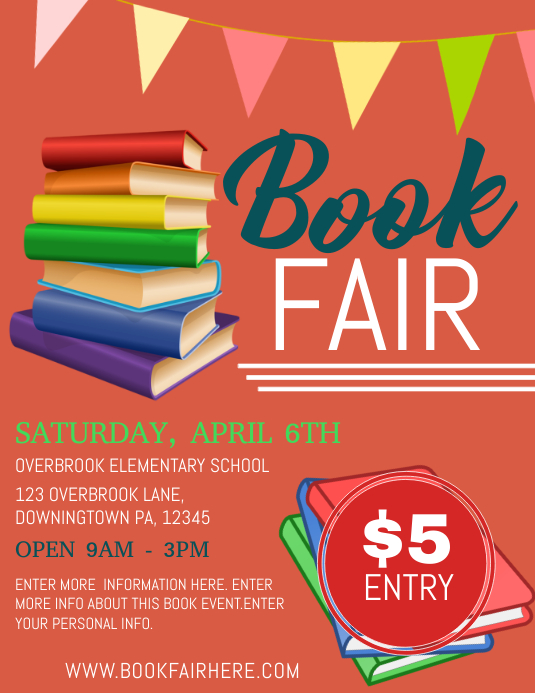 Book
FAIR
SATURDAY, APRIL 6TH
OVERBROOK ELEMENTARY SCHOOL
123 OVERBROOK LANE,
DOWNINGTOWN PA, 12345
OPEN 9AM - 3PM
ENTER MORE INFORMATION HERE. ENTER
MORE INFO ABOUT THIS BOOK EVENT.ENTER
YOUR PERSONAL INFO.
$5
ENTRY
WWW.BOOKFAIRHERE.COM